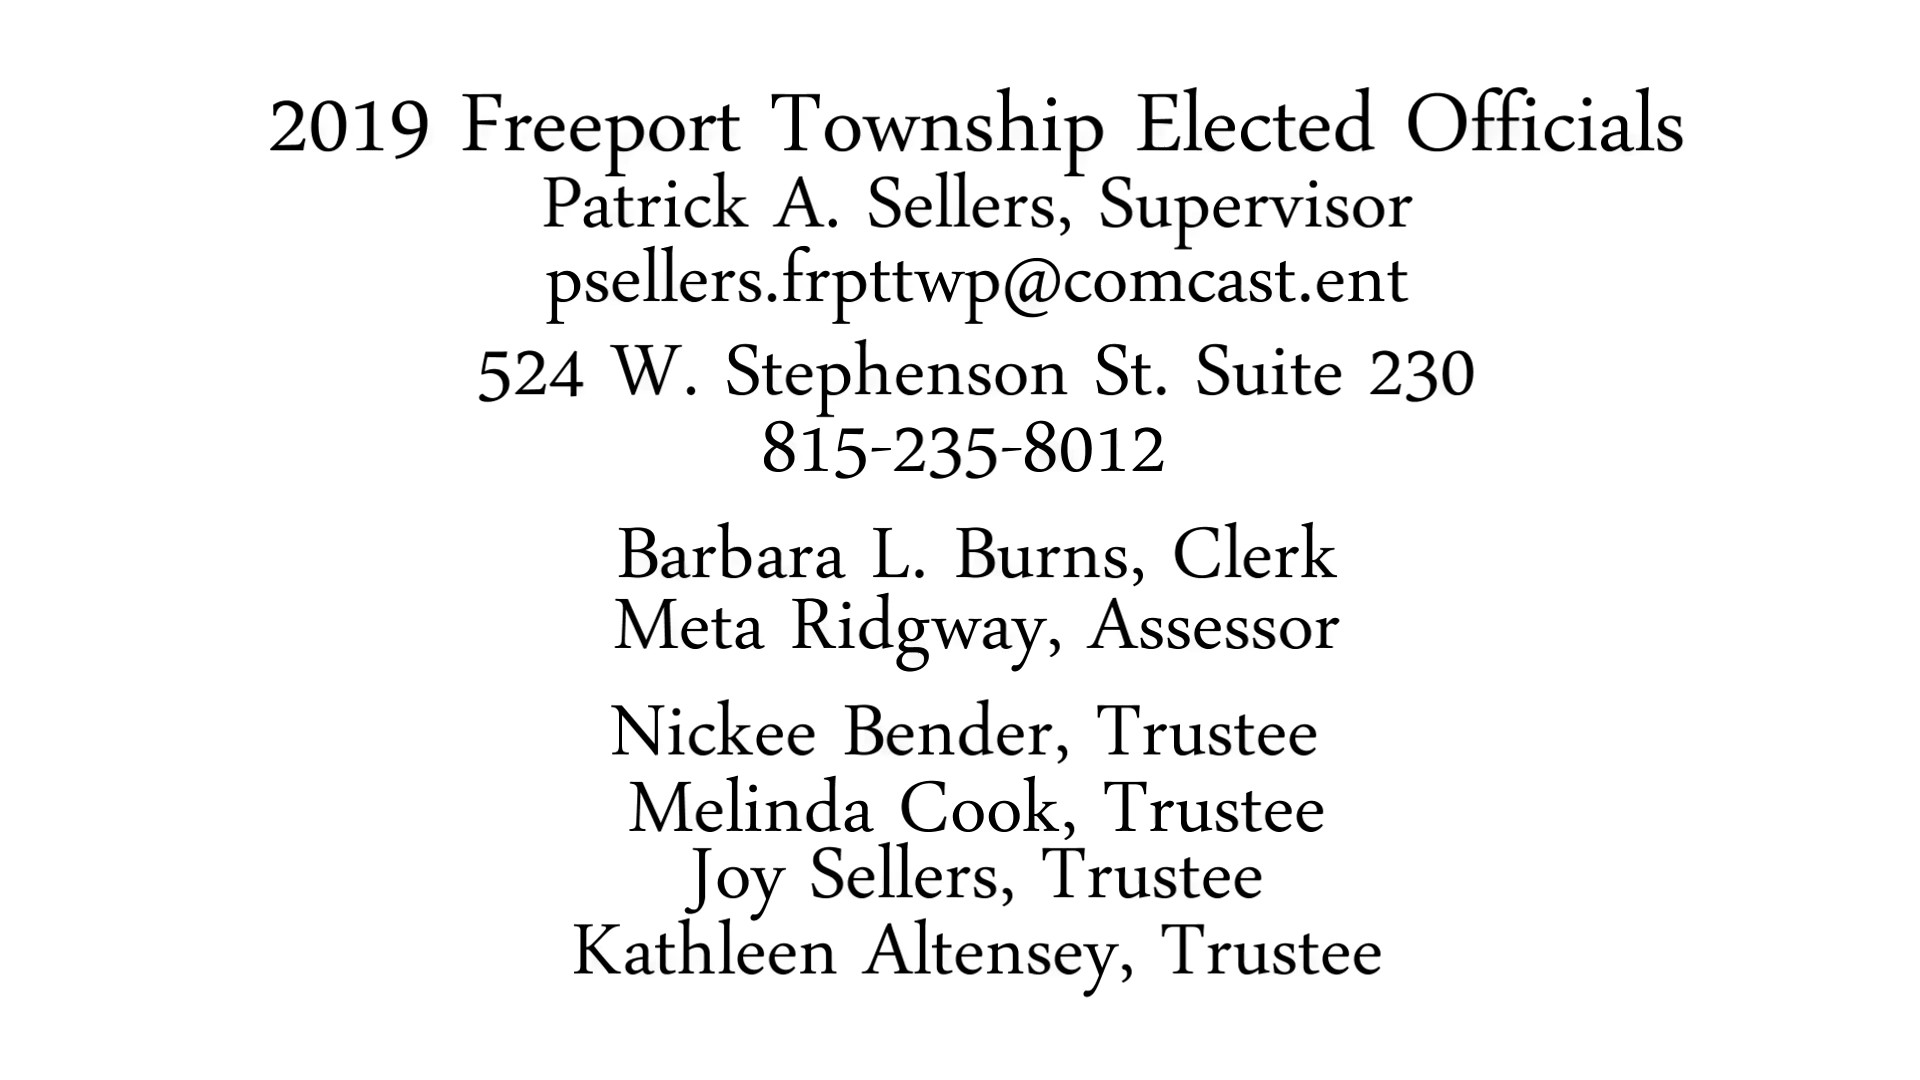 2019 Freeport Township Elected Officials
Patrick A. Sellers, Supervisor
psellers.frpttwp@comcast.ent
524 W. Stephenson St. Suite 230
815-235-8012
Barbara L. Burns, Clerk
Meta Ridgway, Assessor
Nickee Bender, Trustee
Melinda Cook, Trustee
Joy Sellers, Trustee
Kathleen Altensey, Trustee